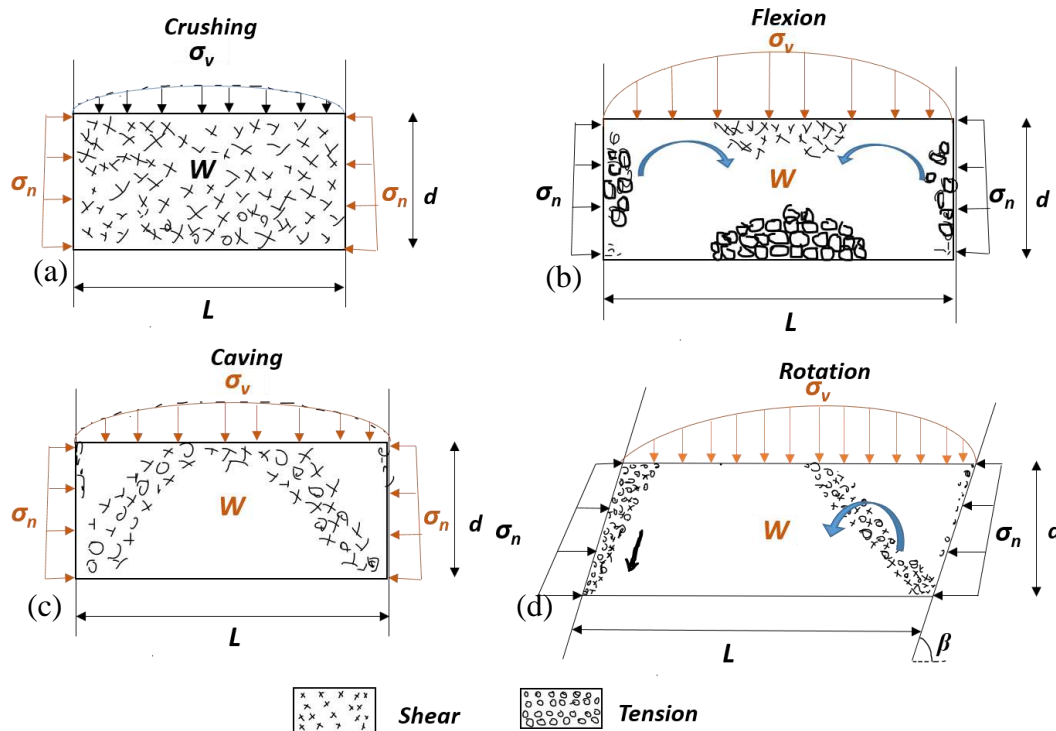 Crushing
σv
W
σn
σn
d
(a)
L
Flexion
σv
W
σn
σn
d
(b)
L
Caving
σv
W
σn
σn
d
(c)
L
Rotation
σv
W
σn
σn
d
(d)
L
β
Shear
Tension